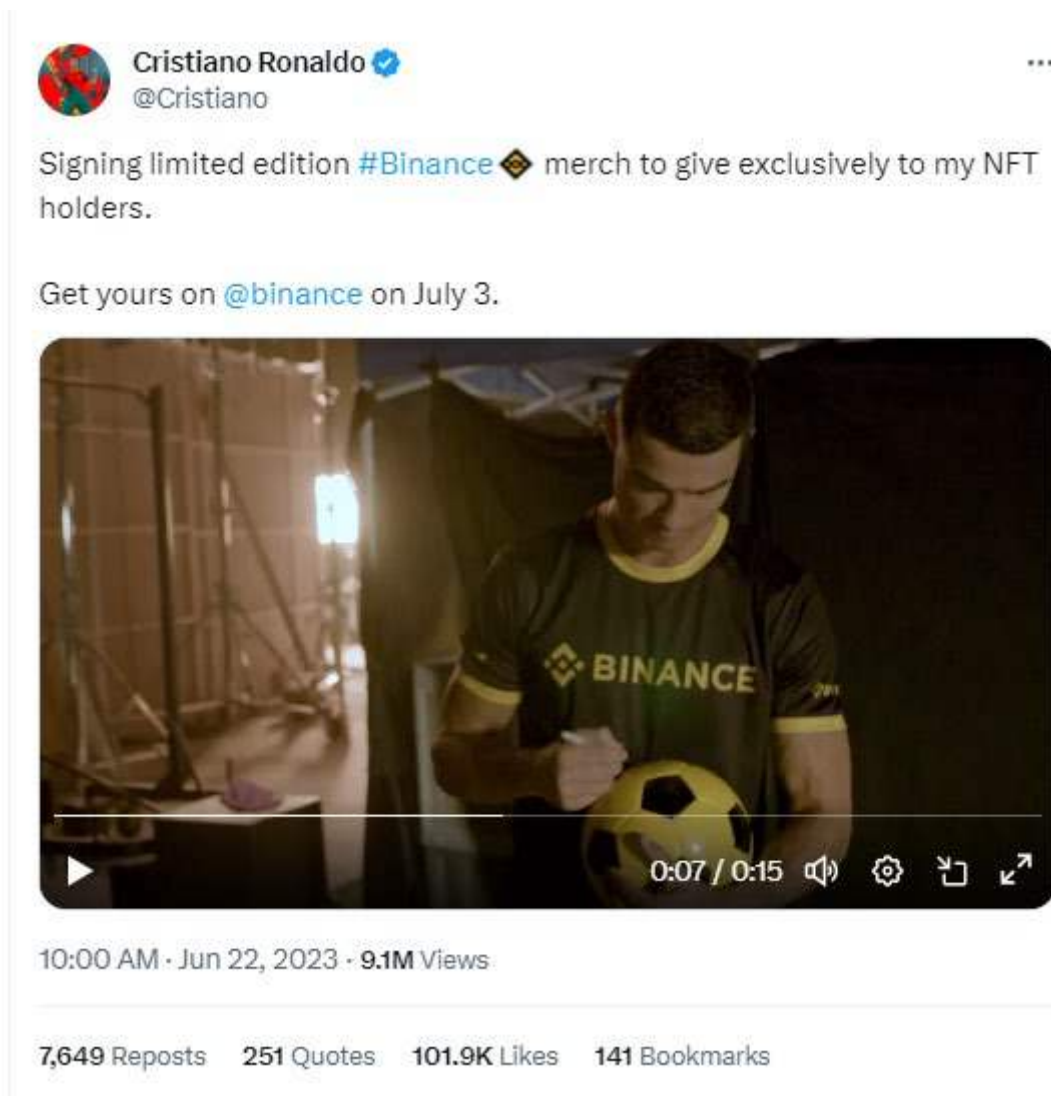 Cristiano Ronaldo
@Cristiano
Signing limited edition #Binance merch to give exclusively to my NFT
holders.
Get yours on @binance on July 3.
BINANCE
0:07 / 0:15
10:00 AM · Jun 22, 2023 · 9.1M Views
7,649 Reposts 251 Quotes 101.9K Likes 141 Bookmarks